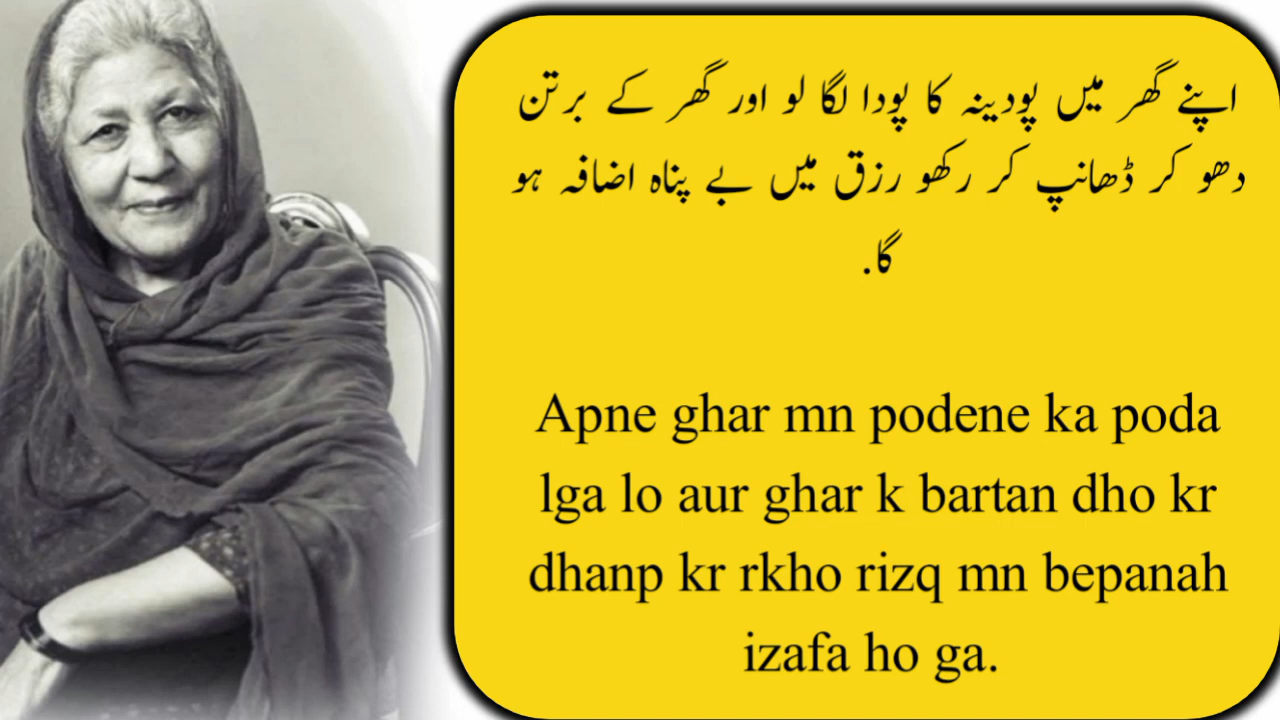 اپنے گھر میں پودینہ کا پودا لگا لو اور گھر کے برتن
دھو کر ڈھانپ کر رکھو رزق میں بے پناہ اضافہ ہو
گا.
Apne ghar mn podene ka poda
lga lo aur ghar k bartan dho kr
dhanp kr rkho rizq mn bepanah
izafa ho ga.